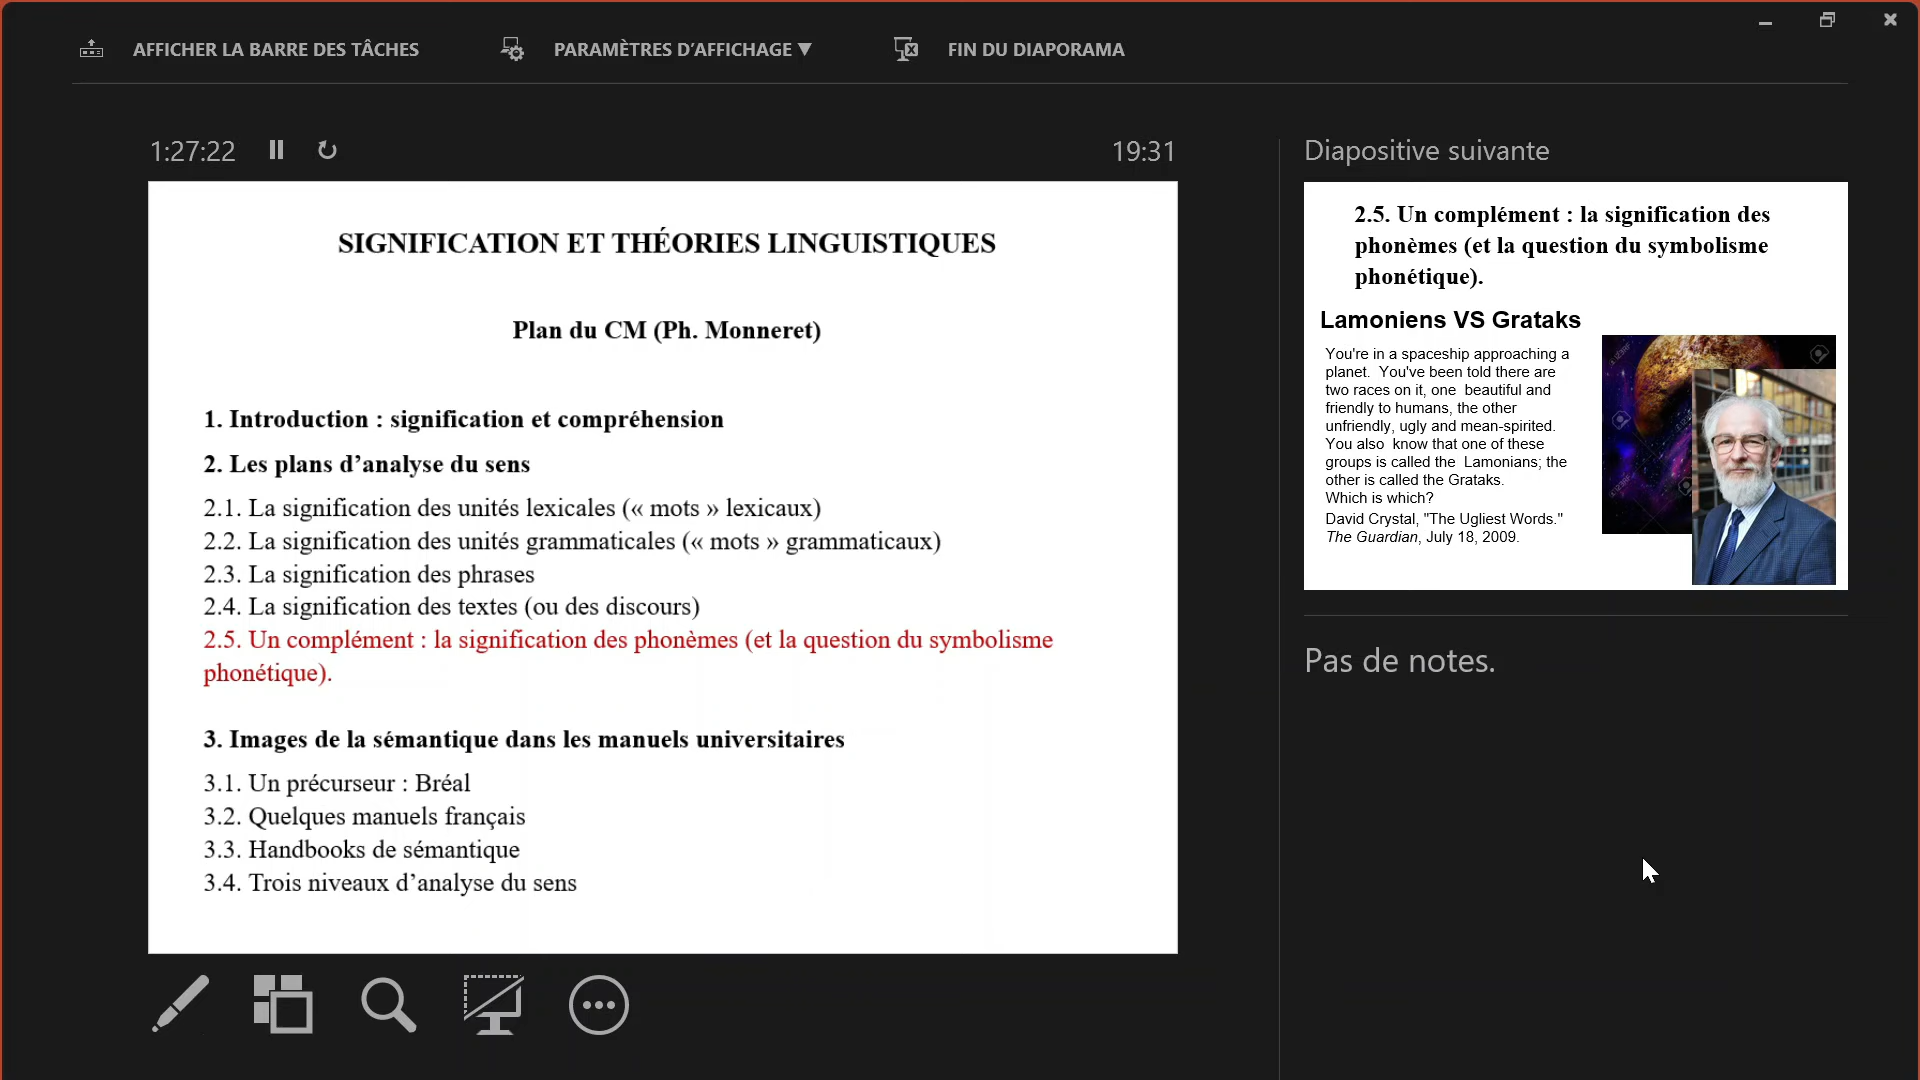 AFFICHER LA BARRE DES TÂCHES
PARAMÈTRES D'AFFICHAGE ▼
FIN DU DIAPORAMA
1:27:22
19:31
SIGNIFICATION ET THÉORIES LINGUISTIQUES
Plan du CM (Ph. Monneret)
1. Introduction : signification et compréhension
2. Les plans d’analyse du sens
2.1. La signification des unités lexicales (« mots » lexicaux)
2.2. La signification des unités grammaticales (« mots » grammaticaux)
2.3. La signification des phrases
2.4. La signification des textes (ou des discours)
2.5. Un complément : la signification des phonèmes (et la question du symbolisme
phonétique).
3. Images de la sémantique dans les manuels universitaires
3.1. Un précurseur : Bréal
3.2. Quelques manuels français
3.3. Handbooks de sémantique
3.4. Trois niveaux d’analyse du sens
Diapositive suivante
2.5. Un complément : la signification des
phonèmes (et la question du symbolisme
phonétique).
Lamoniens VS Grataks
You're in a spaceship approaching a
planet. You've been told there are
two races on it, one beautiful and
friendly to humans, the other
unfriendly, ugly and mean-spirited.
You also know that one of these
groups is called the Lamonians; the
other is called the Grataks.
Which is which?
David Crystal, "The Ugliest Words."
The Guardian, July 18, 2009.
Pas de notes.